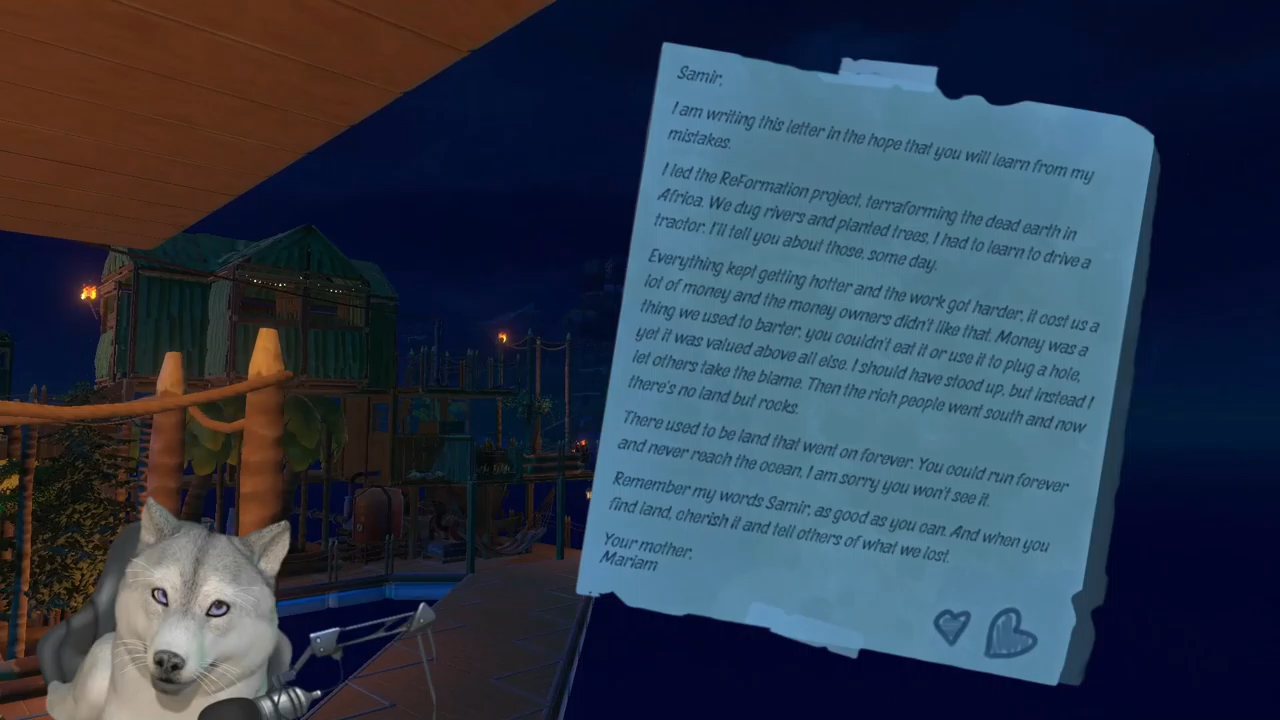 Samir,
I am writing this letter in the hope that you will learn from my
mistakes.
I led the ReFormation project, terraforming the dead earth in
Africa. We dug rivers and planted trees, I had to learn to drive a
tractor. I'll tell you about those, some day.
Everything kept getting hotter and the work got harder, it cost us a
lot of money and the money owners didn't like that. Money was a
thing we used to barter, you couldn't eat it or use it to plug a hole,
yet it was valued above all else. I should have stood up, but instead I
let others take the blame. Then the rich people went south and now
there's no land but rocks.
There used to be land that went on forever. You could run forever
and never reach the ocean, I am sorry you won't see it.
Remember my words Samir, as good as you can. And when you
find land, cherish it and tell others of what we lost.
Your mother,
Mariam